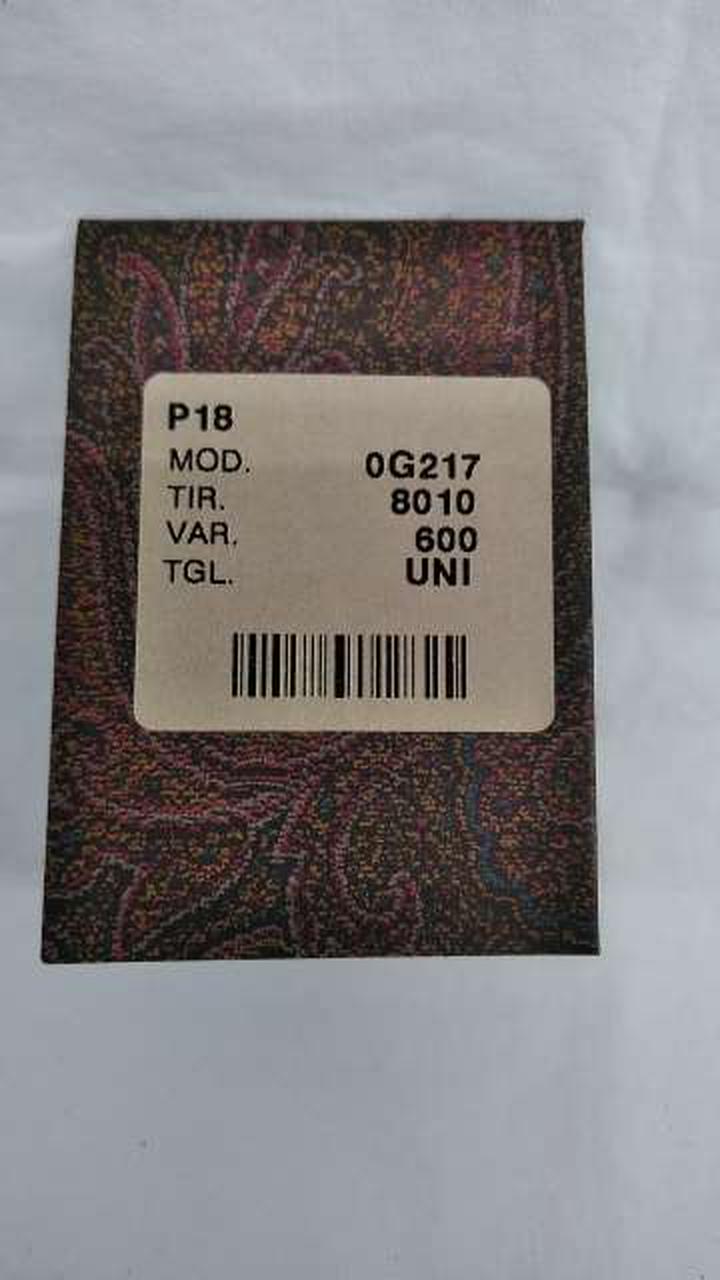 P18
MOD. 0G217
TIR. 8010
VAR. 600
TGL. UNI